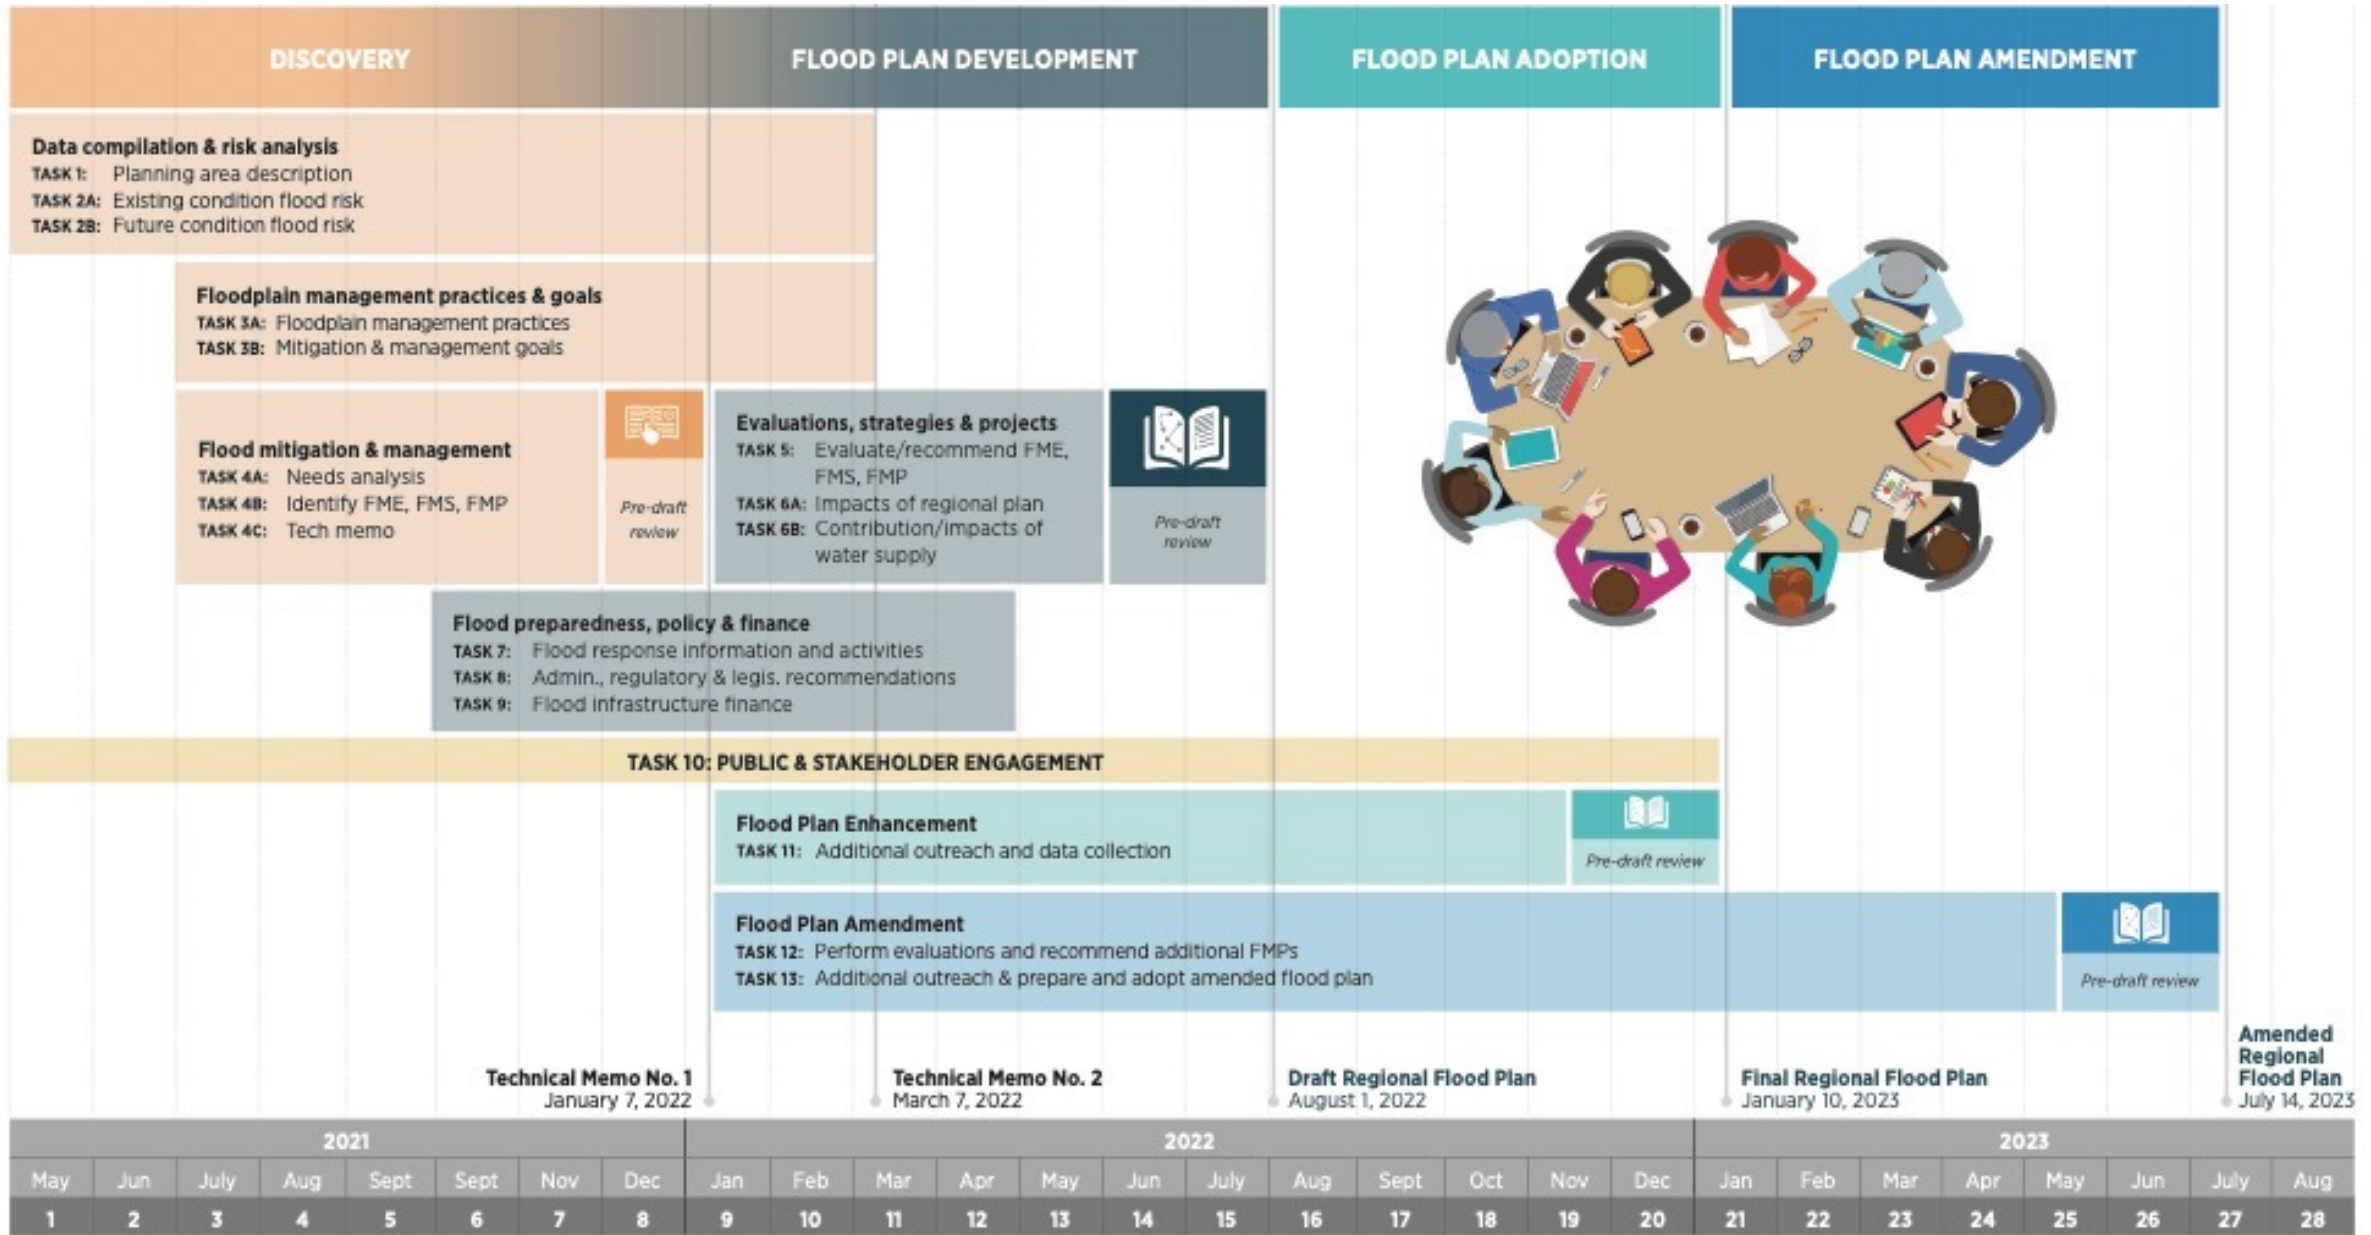 DISCOVERY
FLOOD PLAN DEVELOPMENT
FLOOD PLAN ADOPTION
FLOOD PLAN AMENDMENT
Data compilation & risk analysis
TASK 1: Planning area description
TASK 2A: Existing condition flood risk
TASK 2B: Future condition flood risk
Floodplain management practices & goals
TASK 3A: Floodplain management practices
TASK 3B: Mitigation & management goals
Flood mitigation & management
TASK 4A: Needs analysis
TASK 4B: Identify FME, FMS, FMP
TASK 4C: Tech memo
Pre-draft
review
Evaluations, strategies & projects
TASK 5: Evaluate/recommend FME,
FMS, FMP
TASK 6A: Impacts of regional plan
TASK 6B: Contribution/impacts of
water supply
Pre-draft
review
Flood preparedness, policy & finance
TASK 7: Flood response information and activities
TASK 8: Admin., regulatory & legis. recommendations
TASK 9: Flood infrastructure finance
TASK 10: PUBLIC & STAKEHOLDER ENGAGEMENT
Flood Plan Enhancement
TASK 11: Additional outreach and data collection
Pre-draft review
Flood Plan Amendment
TASK 12: Perform evaluations and recommend additional FMPs
TASK 13: Additional outreach & prepare and adopt amended flood plan
Pre-draft review
Technical Memo No. 1
January 7, 2022
Technical Memo No. 2
March 7, 2022
Draft Regional Flood Plan
August 1, 2022
Final Regional Flood Plan
January 10, 2023
Amended
Regional
Flood Plan
July 14, 2023
2021 2022 2023
May Jun July Aug Sept Sept Nov Dec Jan Feb Mar Apr May Jun July Aug Sept Oct Nov Dec Jan Feb Mar Apr May Jun July Aug
1 2 3 4 5 6 7 8 9 10 11 12 13 14 15 16 17 18 19 20 21 22 23 24 25 26 27 28